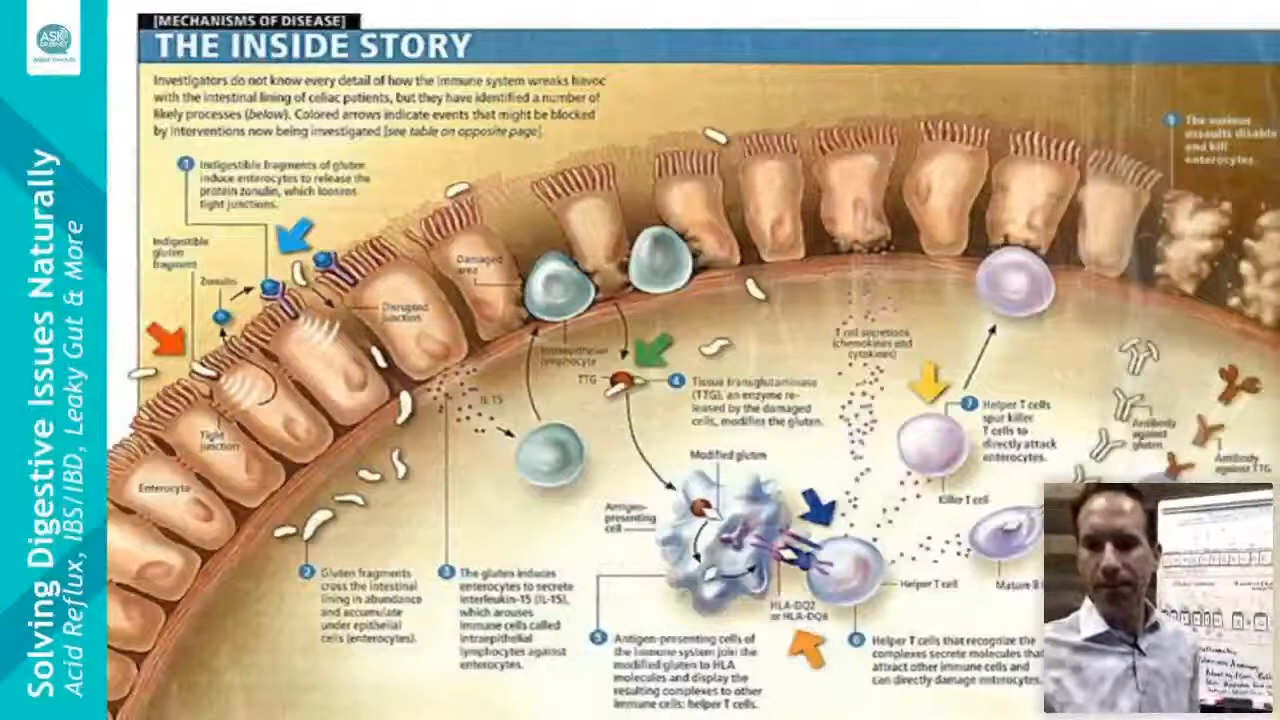 ASK
[MECHANISMS OF DISEASE]
THE INSIDE STORY
Investigators do not know every detail of how the immune system wreaks havoc
with the intestinal lining of celiac patients, but they have identified a number of
likely processes (below). Colored arrows indicate events that might be blocked
by interventions now being investigated [see table on opposite page].
1 Indigestible fragments of gluten
induce enterocytes to release the
protein zonulin, which loosens
tight junctions.
Indigestible
gluten
fragment
Zonulin
Tight
junction
Enterocyte
Disrupted
junction
Damaged
area
Intraepithelial
lymphocyte
TTG
IL-15
4 Tissue transglutaminase
(TTG), an enzyme re-
leased by the damaged
cells, modifies the gluten.
Modified gluten
Antigen-
presenting
cell
2 Gluten fragments
cross the intestinal
lining in abundance
and accumulate
under epithelial
cells (enterocytes).
3 The gluten induces
enterocytes to secrete
interleukin-15 (IL-15),
which arouses
immune cells called
intraepithelial
lymphocytes against
enterocytes.
5 Antigen-presenting cells of
the immune system join the
modified gluten to HLA
molecules and display the
resulting complexes to other
immune cells: helper T cells.
HLA-DQ2
or HLA-DQ8
Helper T cell
6 Helper T cells that recognize the
complexes secrete molecules that
attract other immune cells and
can directly damage enterocytes.
T cell secretions
(chemokines and
cytokines)
7 Helper T cells
spur killer
T cells to
directly attack
enterocytes.
Killer T cell
Mature B
Antibody
against
gluten
Antibody
against TTG
The various
assaults disable
and kill
enterocytes.
Solving Digestive Issues Naturally
Acid Reflux, IBS/IBD, Leaky Gut & More